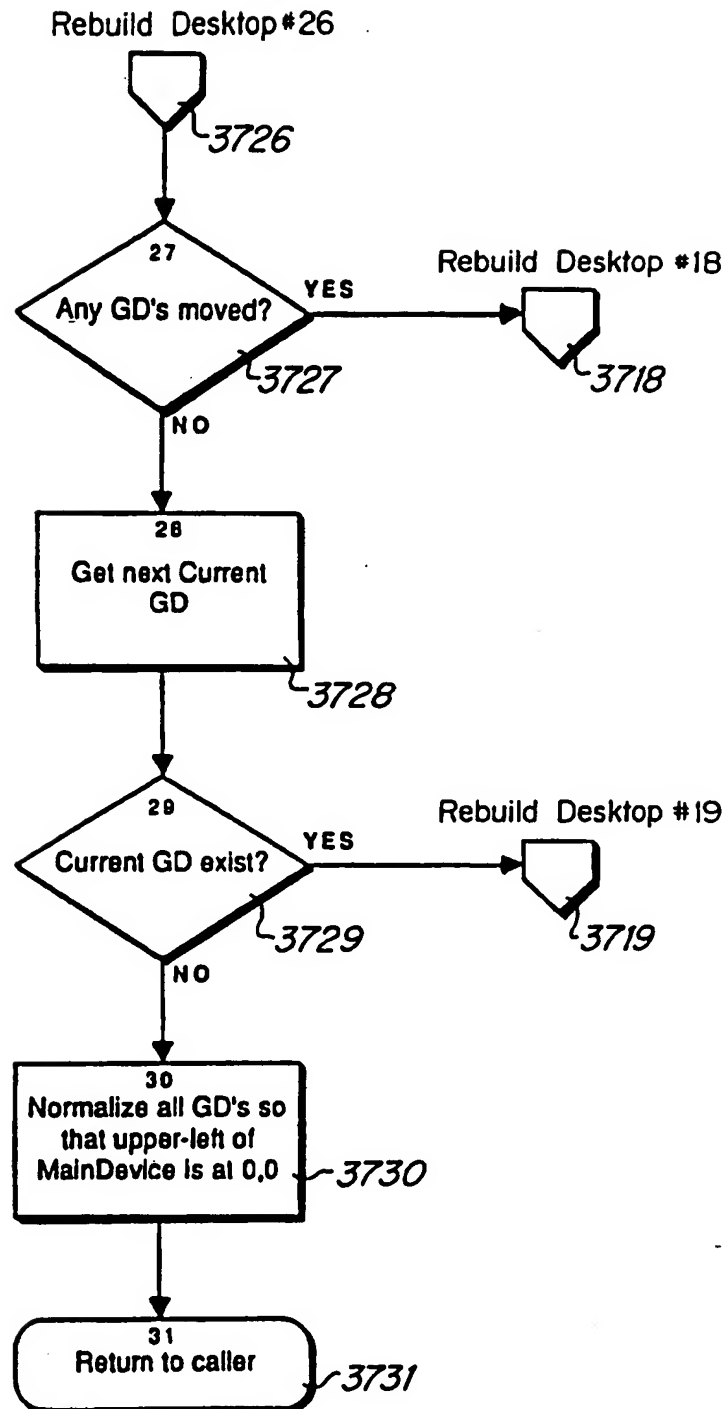 Rebuild Desktop #26
3726
27
Any GD's moved?
YES
3727
NO
Rebuild Desktop #18
3718
28
Get next Current
GD
3728
29
Current GD exist?
YES
3729
NO
Rebuild Desktop #19
3719
30
Normalize all GD's so
that upper-left of
MainDevice is at 0,0
3730
31
Return to caller
3731